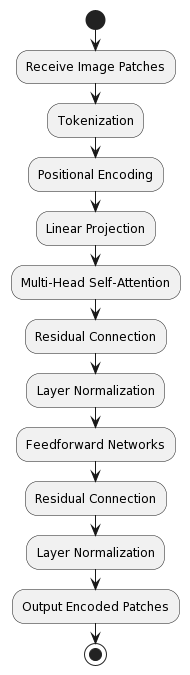 Receive Image Patches
Tokenization
Positional Encoding
Linear Projection
Multi-Head Self-Attention
Residual Connection
Layer Normalization
Feedforward Networks
Residual Connection
Layer Normalization
Output Encoded Patches